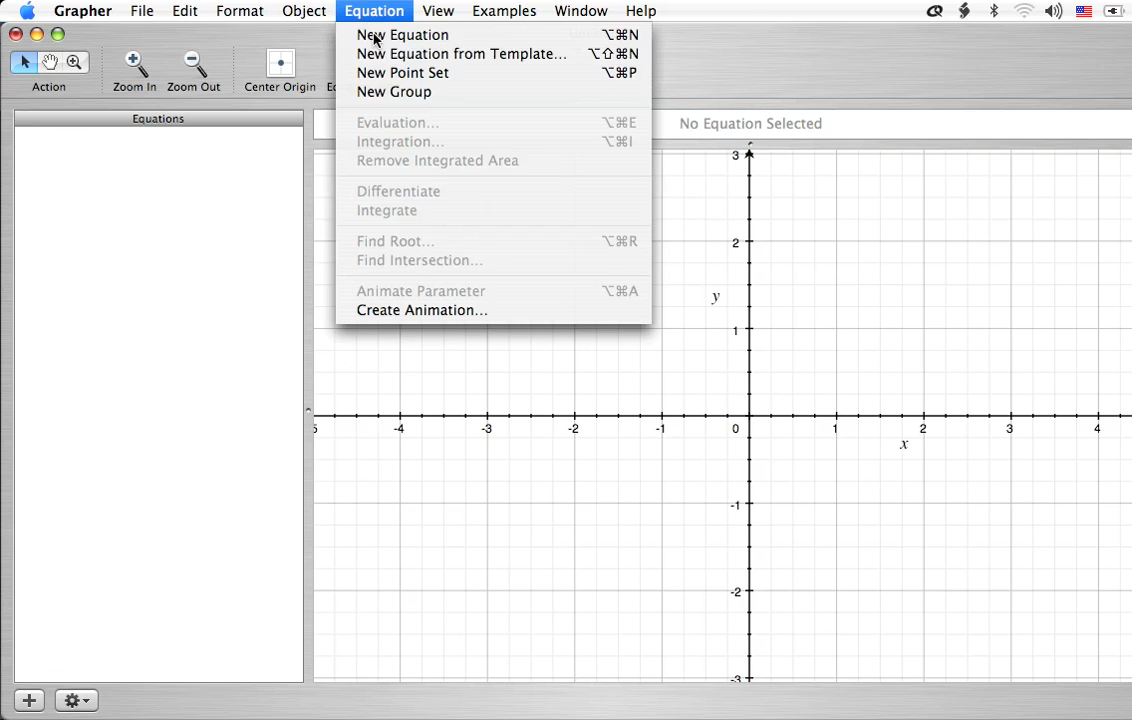 Grapher File Edit Format Object Equation View Examples Window Help
New Equation ⌥⌘N
New Equation from Template... ⌥⇧⌘N
New Point Set ⌥⌘P
New Group
Evaluation... ⌥⌘E
Integration... ⌥⌘I
Remove Integrated Area
Differentiate
Integrate
Find Root... ⌥⌘R
Find Intersection...
Animate Parameter ⌥⌘A
Create Animation...
Action Zoom In Zoom Out Center Origin
Equations
No Equation Selected
3
2
y
1
-4 -3 -2 -1 0 1 2 3 4
x
-1
-2
-3